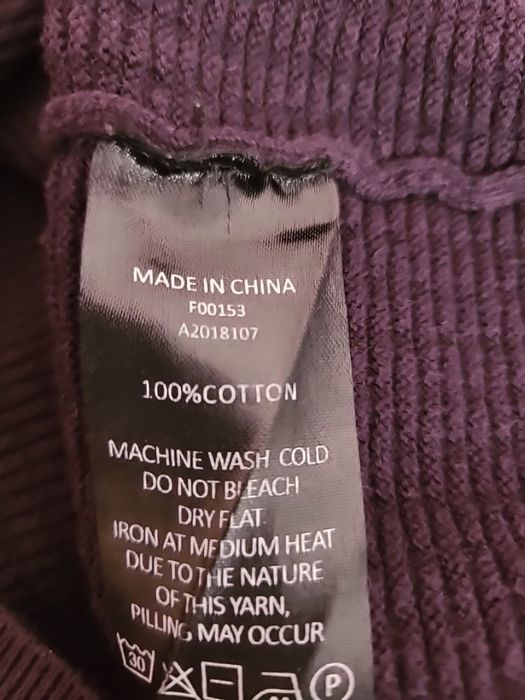 MADE IN CHINA
F00153
A2018107
100%COTTON
MACHINE WASH COLD
DO NOT BLEACH
DRY FLAT
IRON AT MEDIUM HEAT
DUE TO THE NATURE
OF THIS YARN,
PILLING MAY OCCUR
30 P